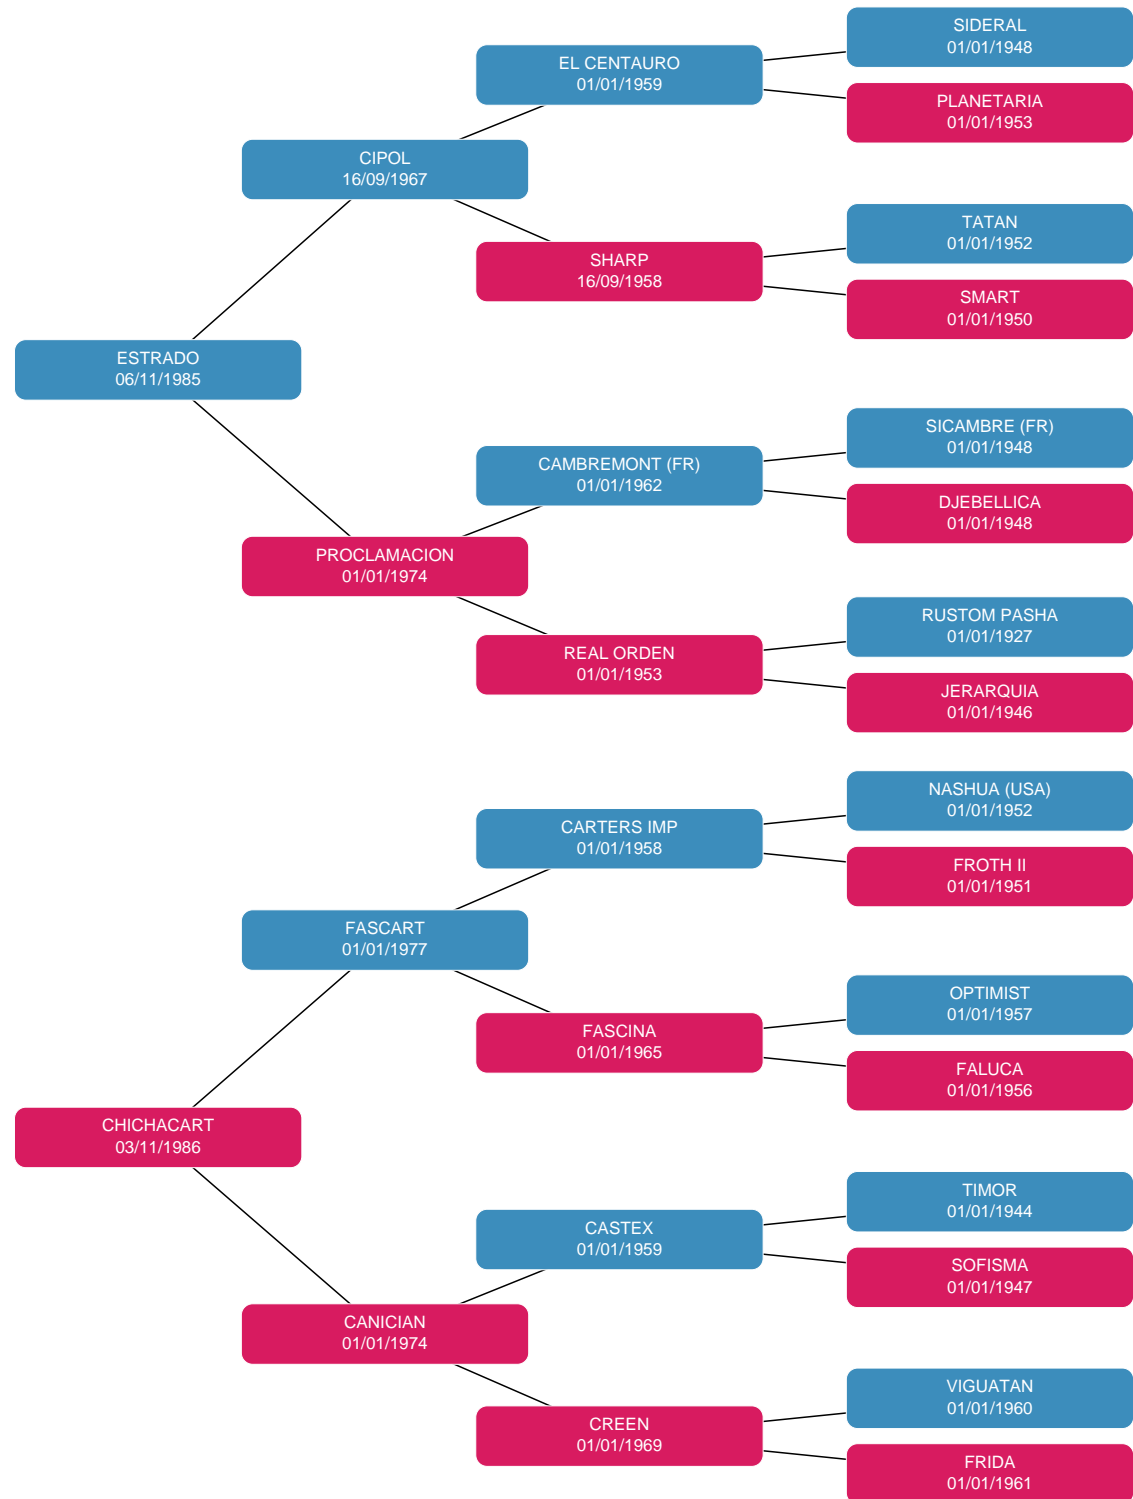 SIDERAL
01/01/1948
EL CENTAURO
01/01/1959
PLANETARIA
01/01/1953
CIPOL
16/09/1967
TATAN
01/01/1952
SHARP
16/09/1958
SMART
01/01/1950
ESTRADO
06/11/1985
SICAMBRE (FR)
01/01/1948
CAMBREMONT (FR)
01/01/1962
DJEBELLICA
01/01/1948
PROCLAMACION
01/01/1974
RUSTOM PASHA
01/01/1927
REAL ORDEN
01/01/1953
JERARQUIA
01/01/1946
NASHUA (USA)
01/01/1952
CARTERS IMP
01/01/1958
FROTH II
01/01/1951
FASCART
01/01/1977
OPTIMIST
01/01/1957
FASCINA
01/01/1965
FALUCA
01/01/1956
CHICHACART
03/11/1986
TIMOR
01/01/1944
CASTEX
01/01/1959
SOFISMA
01/01/1947
CANICIAN
01/01/1974
VIGUATAN
01/01/1960
CREEN
01/01/1969
FRIDA
01/01/1961